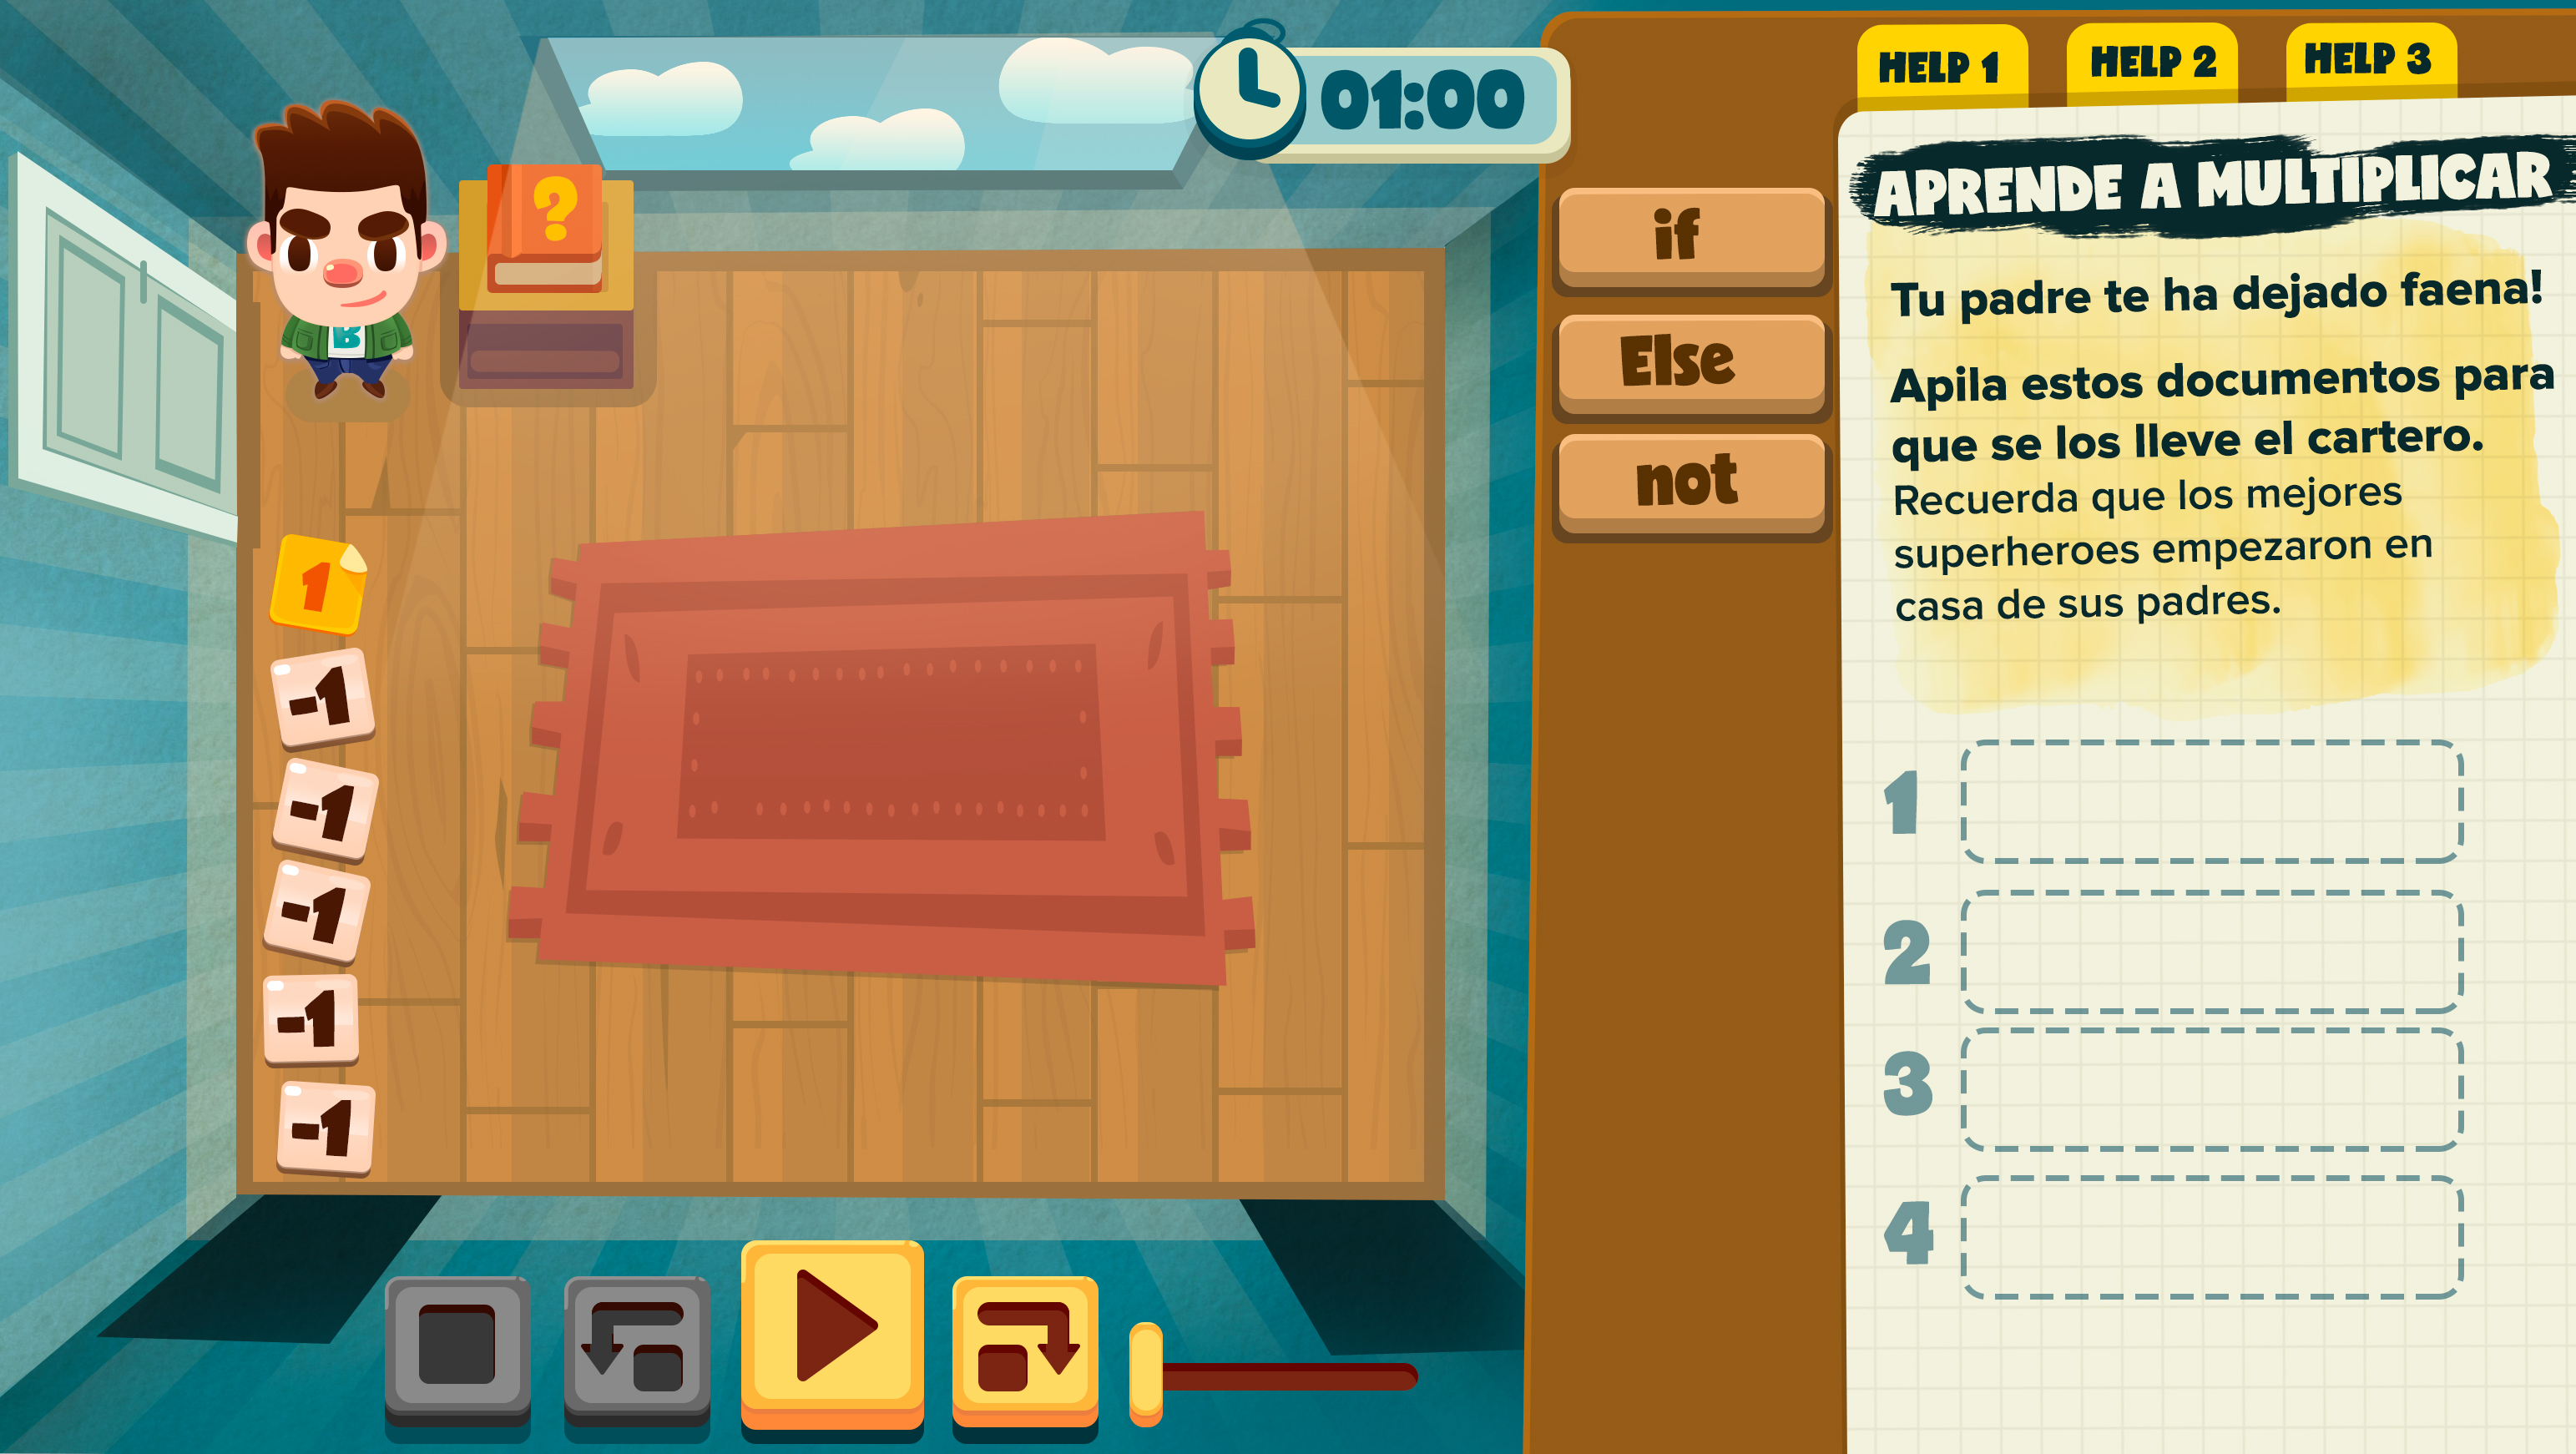 01:00
HELP 1
HELP 2
HELP 3
?
B
if
Else
not
1
-1
-1
-1
-1
-1
APRENDE A MULTIPLICAR
Tu padre te ha dejado faena!
Apila estos documentos para
que se los lleve el cartero.
Recuerda que los mejores
superheroes empezaron en
casa de sus padres.
1
2
3
4